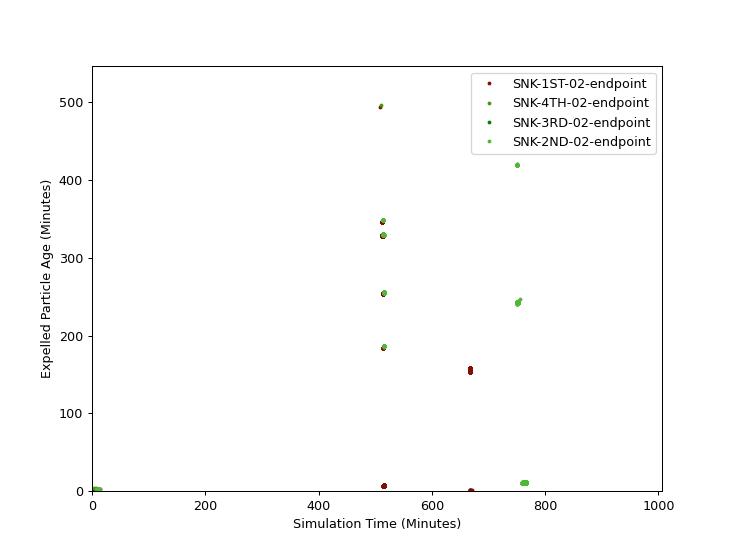 SNK-1ST-02-endpoint
SNK-4TH-02-endpoint
SNK-3RD-02-endpoint
SNK-2ND-02-endpoint
500
400
300
200
100
0
Expelled Particle Age (Minutes)
0 200 400 600 800 1000
Simulation Time (Minutes)